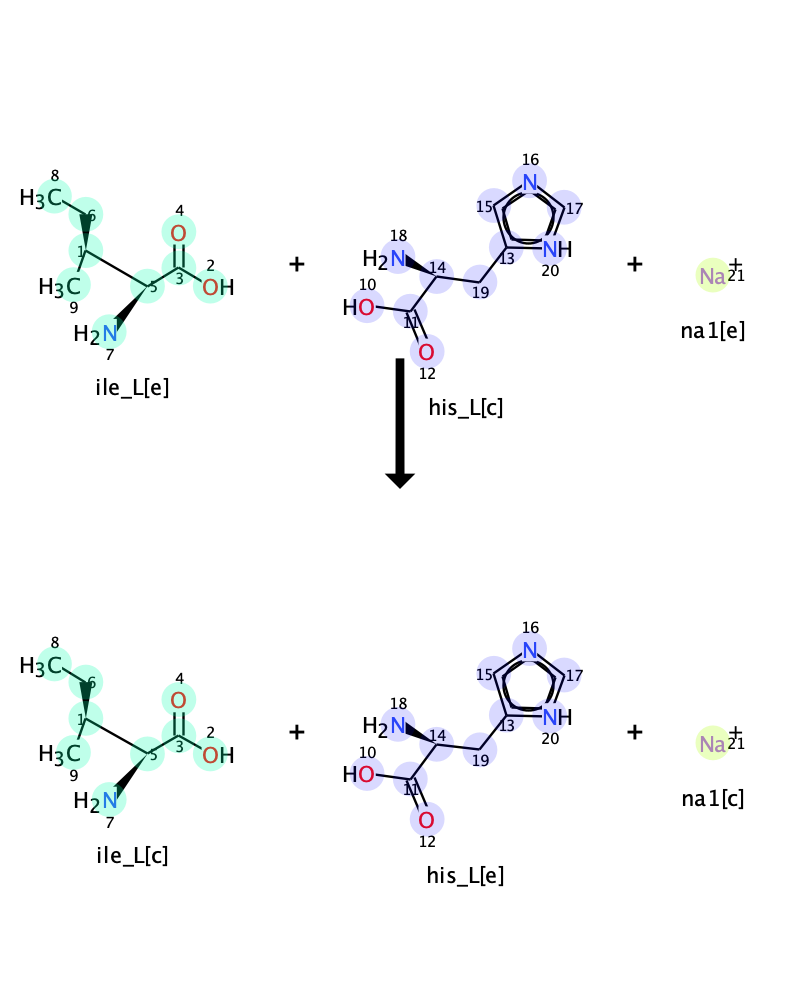 8
H3C
6
4
O
1
2
OH
3
H3C
5
9
H2N
7
ile_L[e]
+
16
N
15
17
18
H2N
14
13
NH
20
10
HO
19
11
O
12
his_L[c]
+
Na+
21
na1[e]
8
H3C
6
4
O
1
2
OH
3
H3C
5
9
H2N
7
ile_L[c]
+
16
N
15
17
18
H2N
14
13
NH
20
10
HO
19
11
O
12
his_L[e]
+
Na+
21
na1[c]